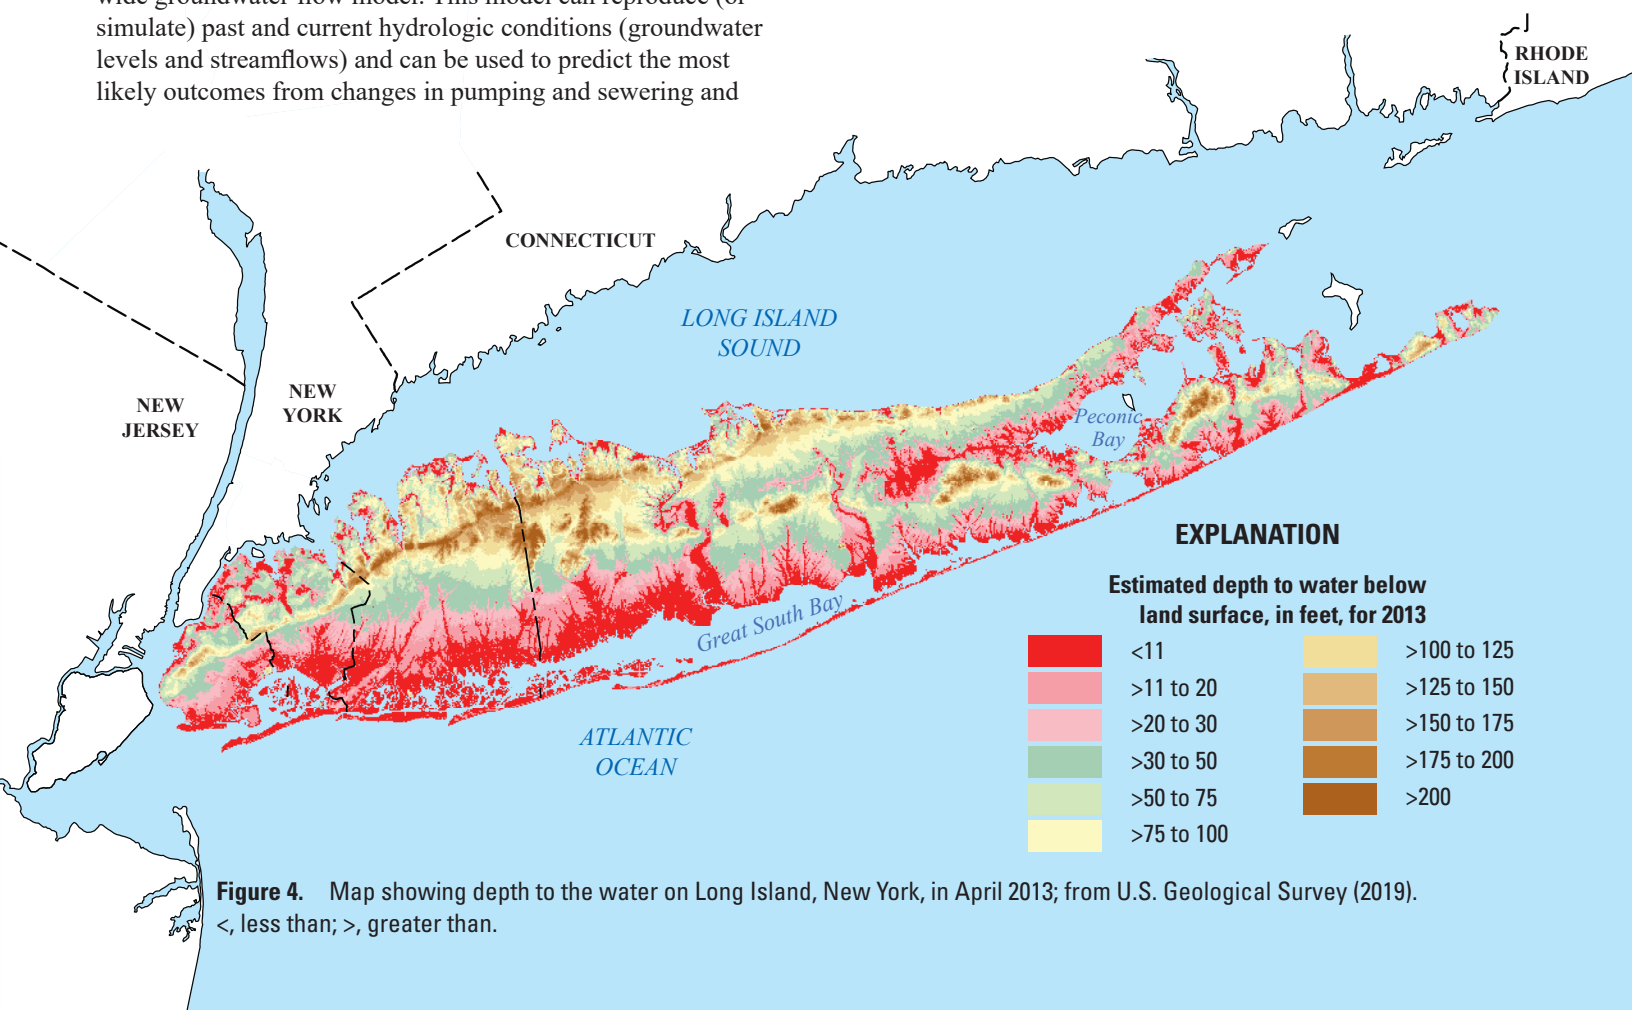 simulate) past and current hydrologic conditions (groundwater
levels and streamflows) and can be used to predict the most
likely outcomes from changes in pumping and sewering and
RHODE
ISLAND
CONNECTICUT
LONG ISLAND
SOUND
NEW
YORK
NEW
JERSEY
Peconic
Bay
Great South Bay
ATLANTIC
OCEAN
EXPLANATION
Estimated depth to water below
land surface, in feet, for 2013
<11
>11 to 20
>20 to 30
>30 to 50
>50 to 75
>75 to 100
>100 to 125
>125 to 150
>150 to 175
>175 to 200
>200
Figure 4. Map showing depth to the water on Long Island, New York, in April 2013; from U.S. Geological Survey (2019).
<, less than; >, greater than.